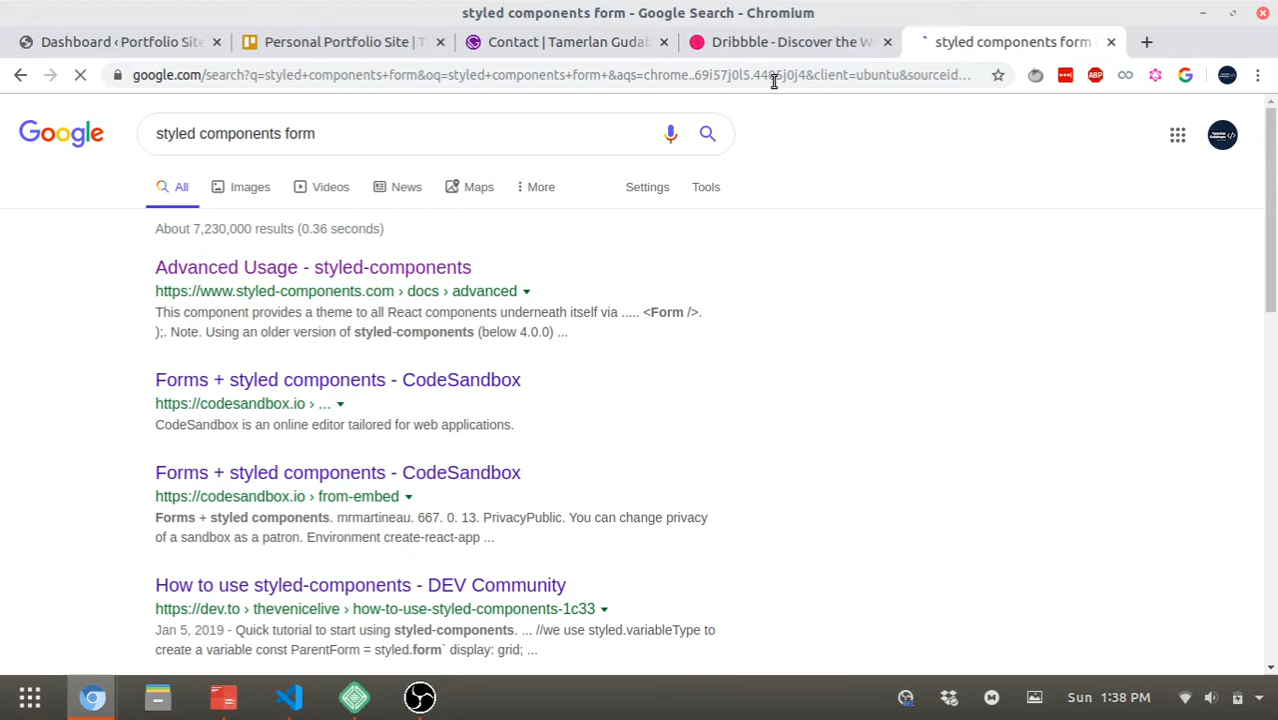 styled components form - Google Search - Chromium
Dashboard ‹ Portfolio Site
Personal Portfolio Site | T
Contact | Tamerlan Gudab
Dribbble - Discover the W
styled components form -
google.com/search?q=styled+components+form&oq=styled+components+form+&aqs=chrome..69i57j0l5.4405j0j4&client=ubuntu&sourceid...
ABP
Google
styled components form
All
Images
Videos
News
Maps
More
Settings
Tools
About 7,230,000 results (0.36 seconds)
Advanced Usage - styled-components
https://www.styled-components.com › docs › advanced
This component provides a theme to all React components underneath itself via ..... <Form />.
);. Note. Using an older version of styled-components (below 4.0.0) ...
Forms + styled components - CodeSandbox
https://codesandbox.io › ...
CodeSandbox is an online editor tailored for web applications.
Forms + styled components - CodeSandbox
https://codesandbox.io › from-embed
Forms + styled components. mrmartineau. 667. 0. 13. PrivacyPublic. You can change privacy
of a sandbox as a patron. Environment create-react-app ...
How to use styled-components - DEV Community
https://dev.to › thevenicelive › how-to-use-styled-components-1c33
Jan 5, 2019 - Quick tutorial to start using styled-components. ... //we use styled.variableType to
create a variable const ParentForm = styled.form` display: grid; ...
Sun 1:38 PM